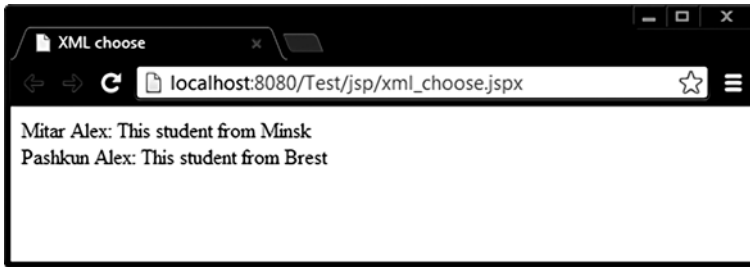 XML choose
localhost:8080/Test/jsp/xml_choose.jspx
Mitar Alex: This student from Minsk
Pashkun Alex: This student from Brest